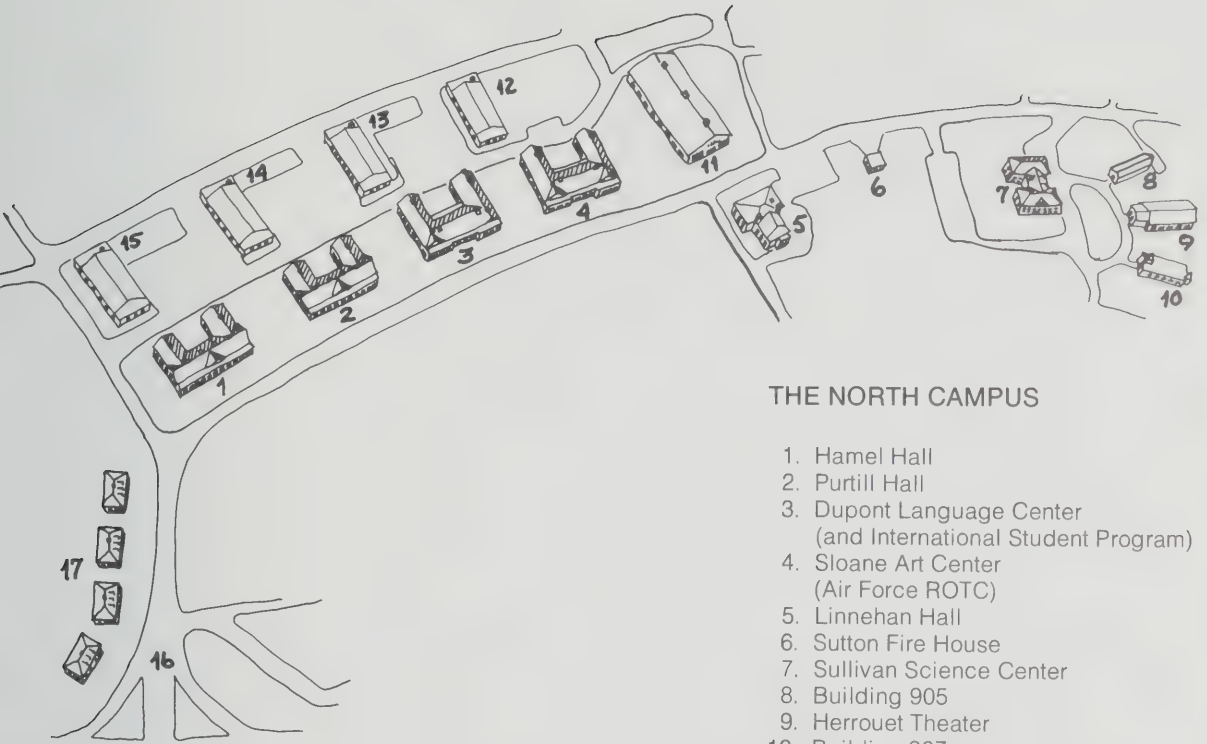 12
13
11
14
6
7
8
4
15
5
3
9
10
2
1
17
16
THE NORTH CAMPUS
1. Hamel Hall
2. Purtill Hall
3. Dupont Language Center
(and International Student Program)
4. Sloane Art Center
(Air Force ROTC)
5. Linnehan Hall
6. Sutton Fire House
7. Sullivan Science Center
8. Building 905
9. Herrouet Theater
10. Building